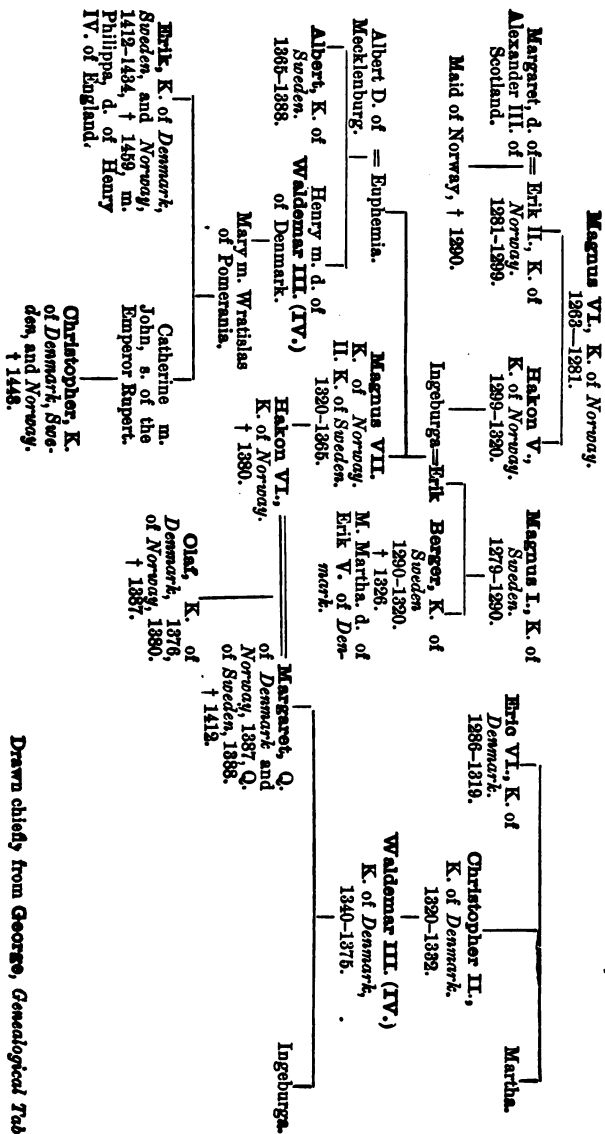 Magnus VI., K. of Norway.
1263—1281.
Margaret, d. of = Erik II., K. of
Alexander III. of
Scotland.
Norway.
1281-1299.
Maid of Norway, † 1290.
Hakon V.,
K. of Norway.
1299-1320.
Magnus I., K. of
Sweden.
1279-1290.
Eric VI., K. of
Denmark.
1286-1319.
Christopher II.,
K. of Denmark.
1320-1332.
Martha.
Ingeburga=Erik
Berger, K. of
Sweden
1290-1320.
† 1326.
M. Martha. d. of
Erik V. of Den-
mark.
Waldemar III. (IV.)
K. of Denmark,
1340-1375.
Albert D. of = Euphemia.
Mecklenburg.
Magnus VII.
K. of Norway.
II. K. of Sweden.
1320-1365.
Albert, K. of
Sweden.
1365-1388.
Henry m. d. of
Waldemar III. (IV.)
of Denmark.
Hakon VI.,
K. of Norway.
† 1380.
Margaret, Q.
of Denmark and
Norway, 1387, Q.
of Sweden, 1388.
† 1412.
Ingeburga.
Mary m. Wratislas
of Pomerania.
Olaf, K. of
Denmark, 1376,
of Norway, 1380.
† 1387.
Erik, K. of Denmark,
Sweden, and Norway,
1412-1434, † 1459, m.
Philippa, d. of Henry
IV. of England.
Catherine m.
John, s. of the
Emperor Rupert.
Christopher, K.
of Denmark, Swe-
den, and Norway.
† 1448.
Drawn chiefly from George, Genealogical Tab